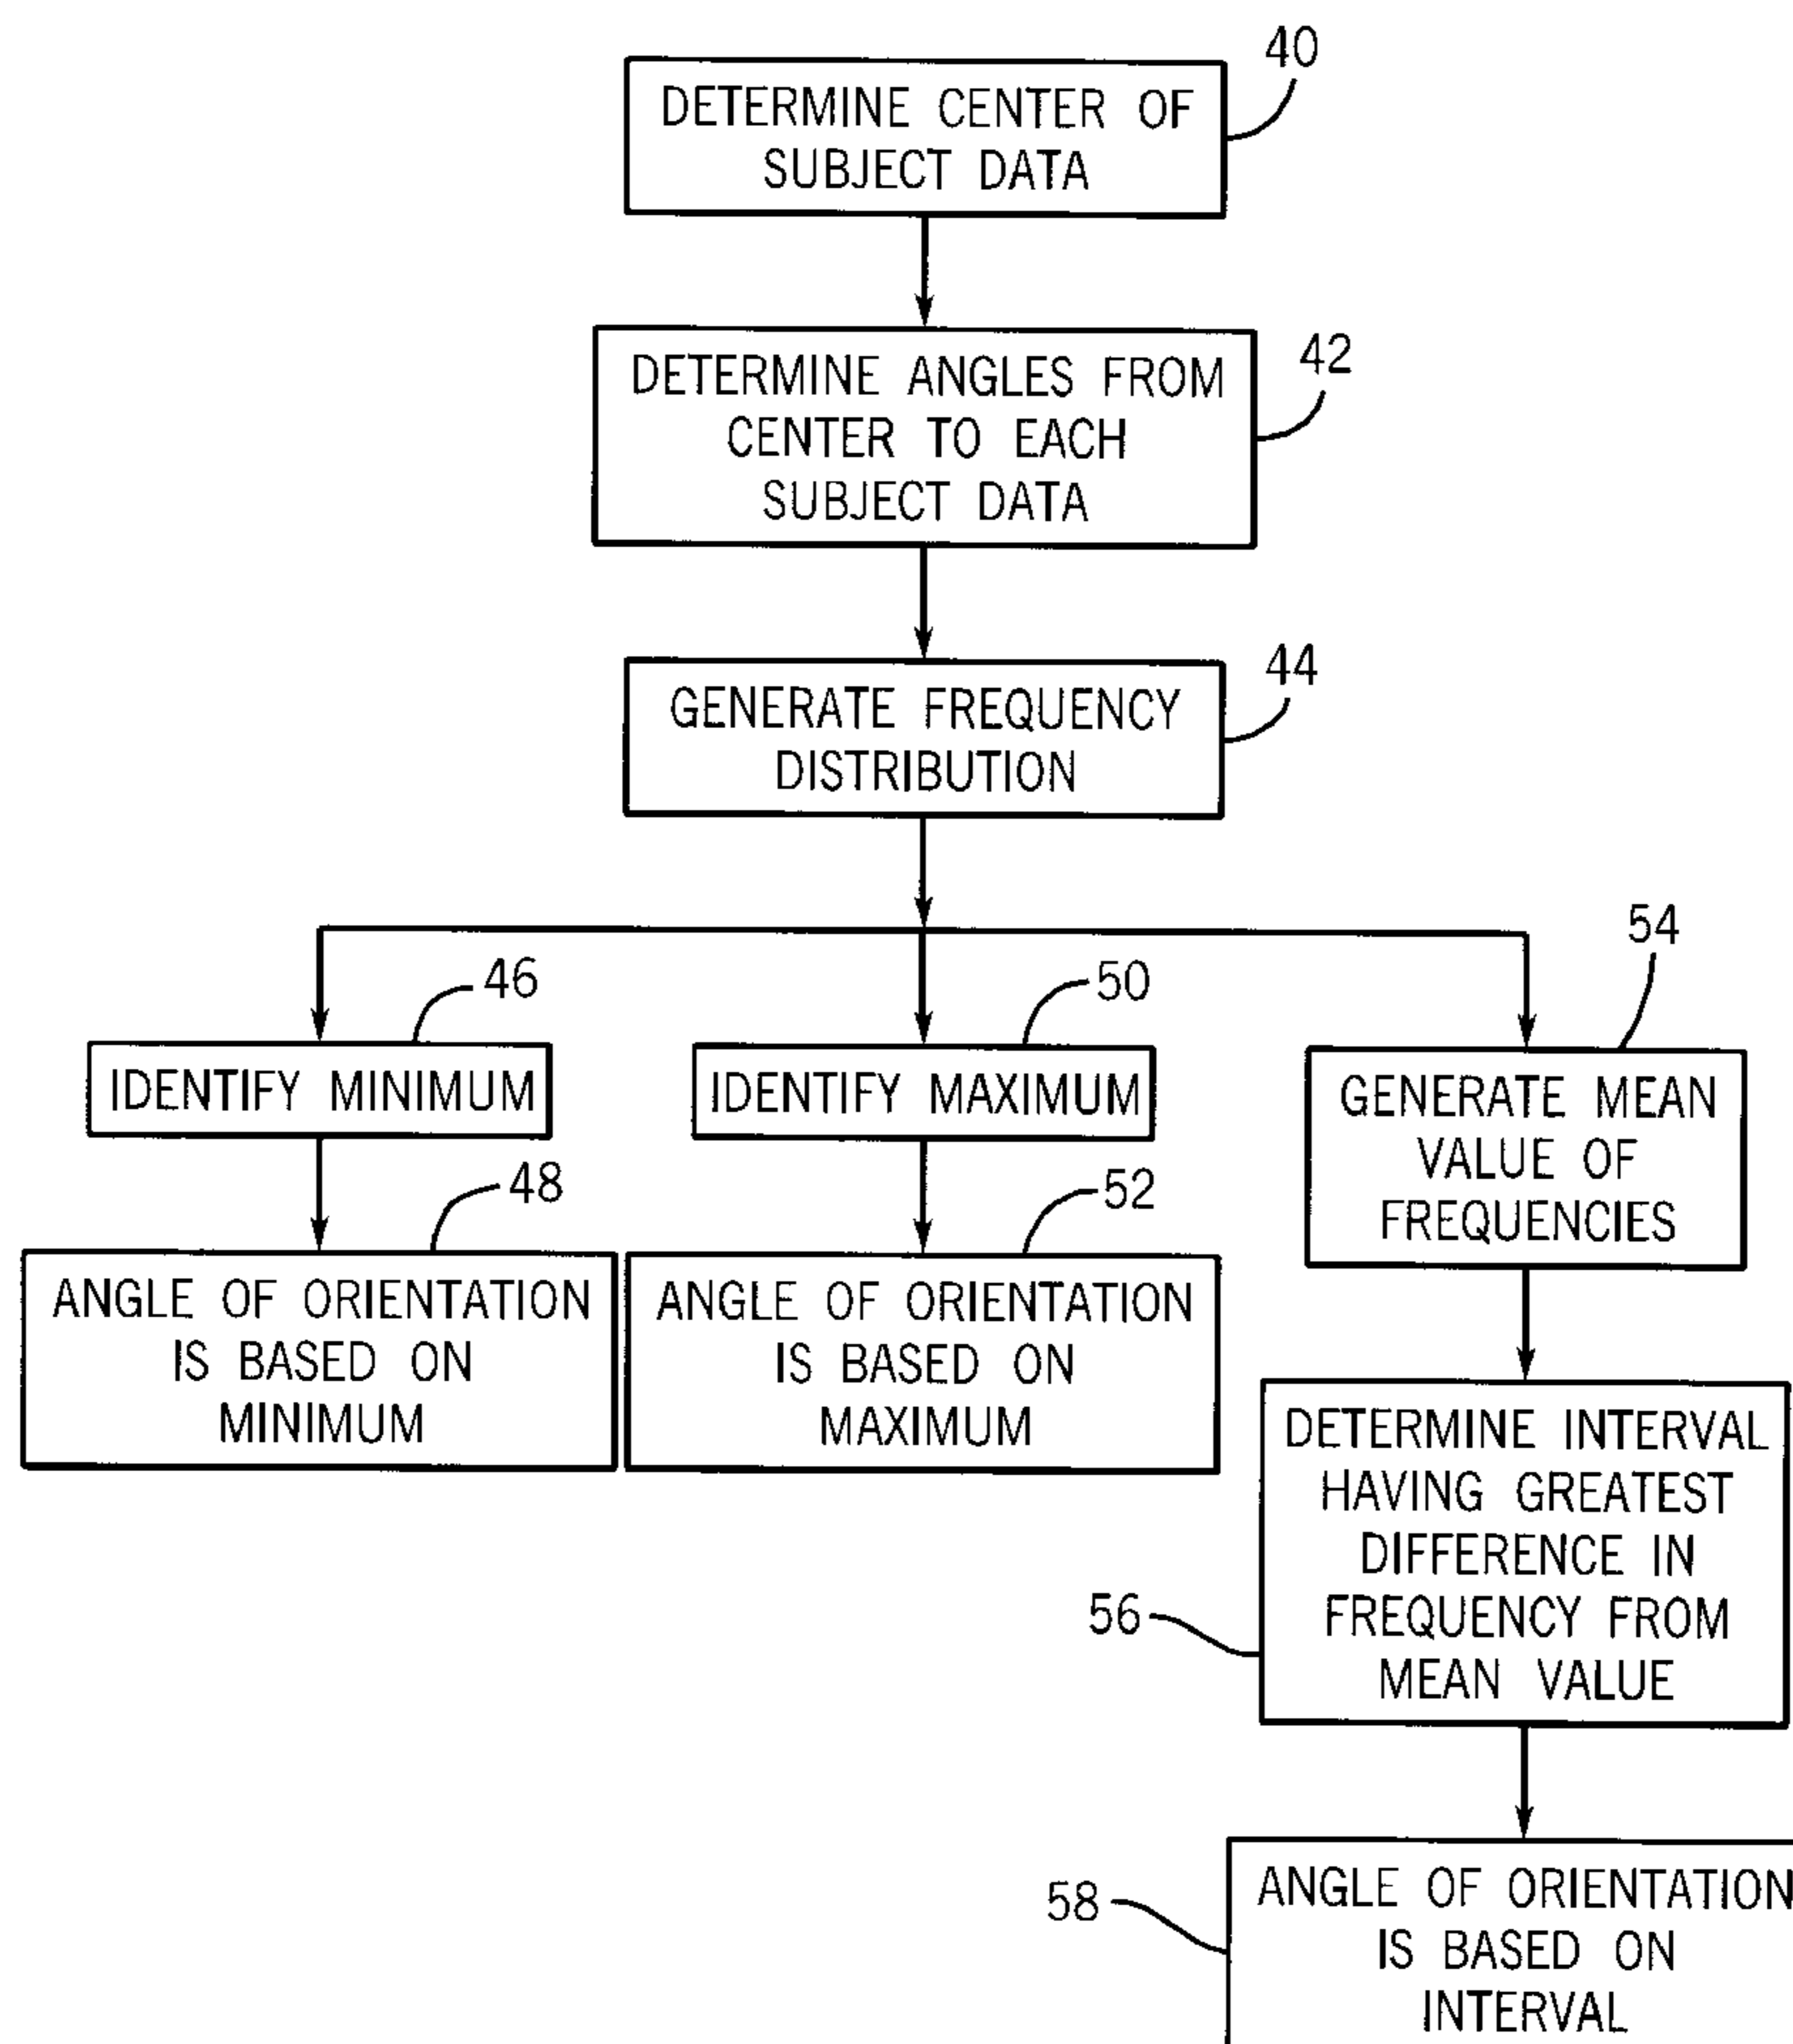 40
DETERMINE CENTER OF
SUBJECT DATA
42
DETERMINE ANGLES FROM
CENTER TO EACH
SUBJECT DATA
44
GENERATE FREQUENCY
DISTRIBUTION
46
IDENTIFY MINIMUM
48
ANGLE OF ORIENTATION
IS BASED ON
MINIMUM
50
IDENTIFY MAXIMUM
52
ANGLE OF ORIENTATION
IS BASED ON
MAXIMUM
54
GENERATE MEAN
VALUE OF
FREQUENCIES
56
DETERMINE INTERVAL
HAVING GREATEST
DIFFERENCE IN
FREQUENCY FROM
MEAN VALUE
58
ANGLE OF ORIENTATION
IS BASED ON
INTERVAL